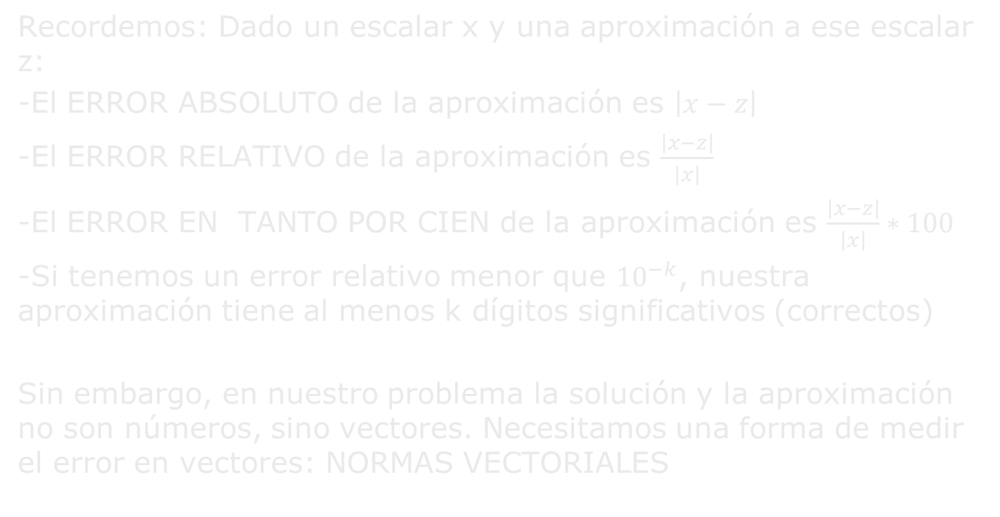 Recordemos: Dado un escalar x y una aproximación a ese escalar
z:
-El ERROR ABSOLUTO de la aproximación es |x − z|
-El ERROR RELATIVO de la aproximación es |x−z| / |x|
-El ERROR EN  TANTO POR CIEN de la aproximación es |x−z| / |x| * 100
-Si tenemos un error relativo menor que 10^−k, nuestra
aproximación tiene al menos k dígitos significativos (correctos)
Sin embargo, en nuestro problema la solución y la aproximación
no son números, sino vectores. Necesitamos una forma de medir
el error en vectores: NORMAS VECTORIALES